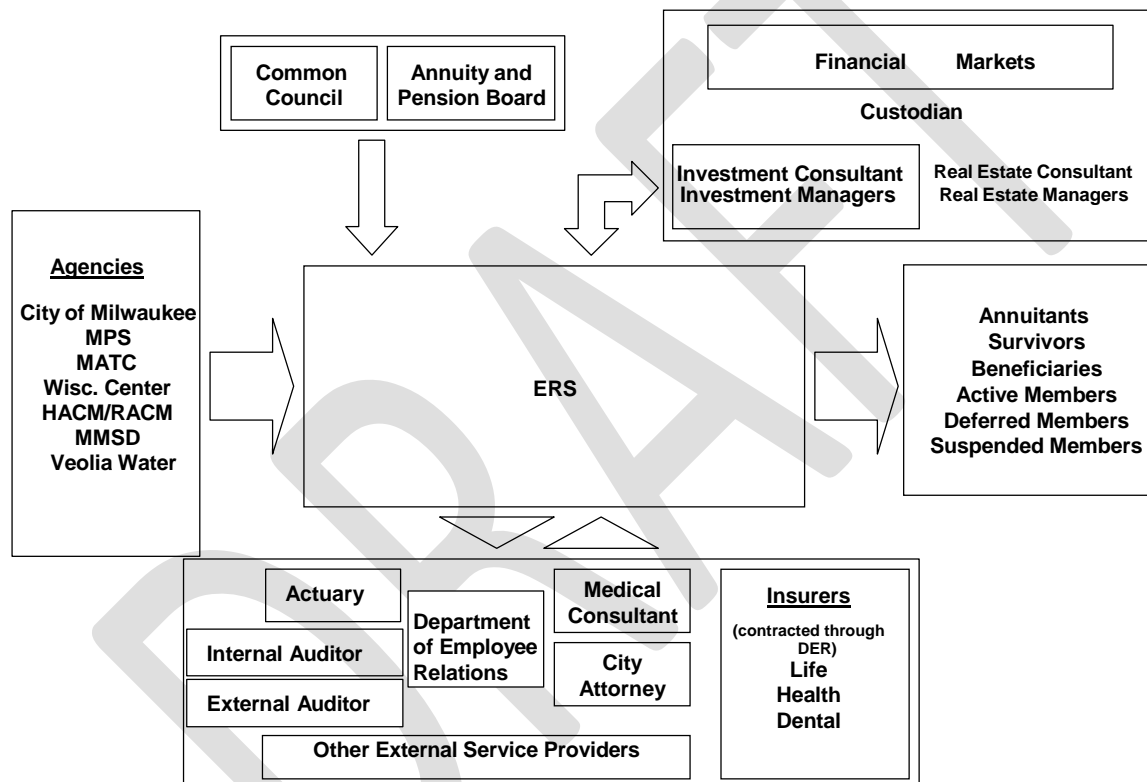 Common
Council
Annuity and
Pension Board
Financial Markets
Custodian
Investment Consultant
Investment Managers
Real Estate Consultant
Real Estate Managers
Agencies
City of Milwaukee
MPS
MATC
Wisc. Center
HACM/RACM
MMSD
Veolia Water
ERS
Annuitants
Survivors
Beneficiaries
Active Members
Deferred Members
Suspended Members
Actuary
Internal Auditor
External Auditor
Department
of Employee
Relations
Medical
Consultant
City
Attorney
Other External Service Providers
Insurers
(contracted through
DER)
Life
Health
Dental
DRAFT